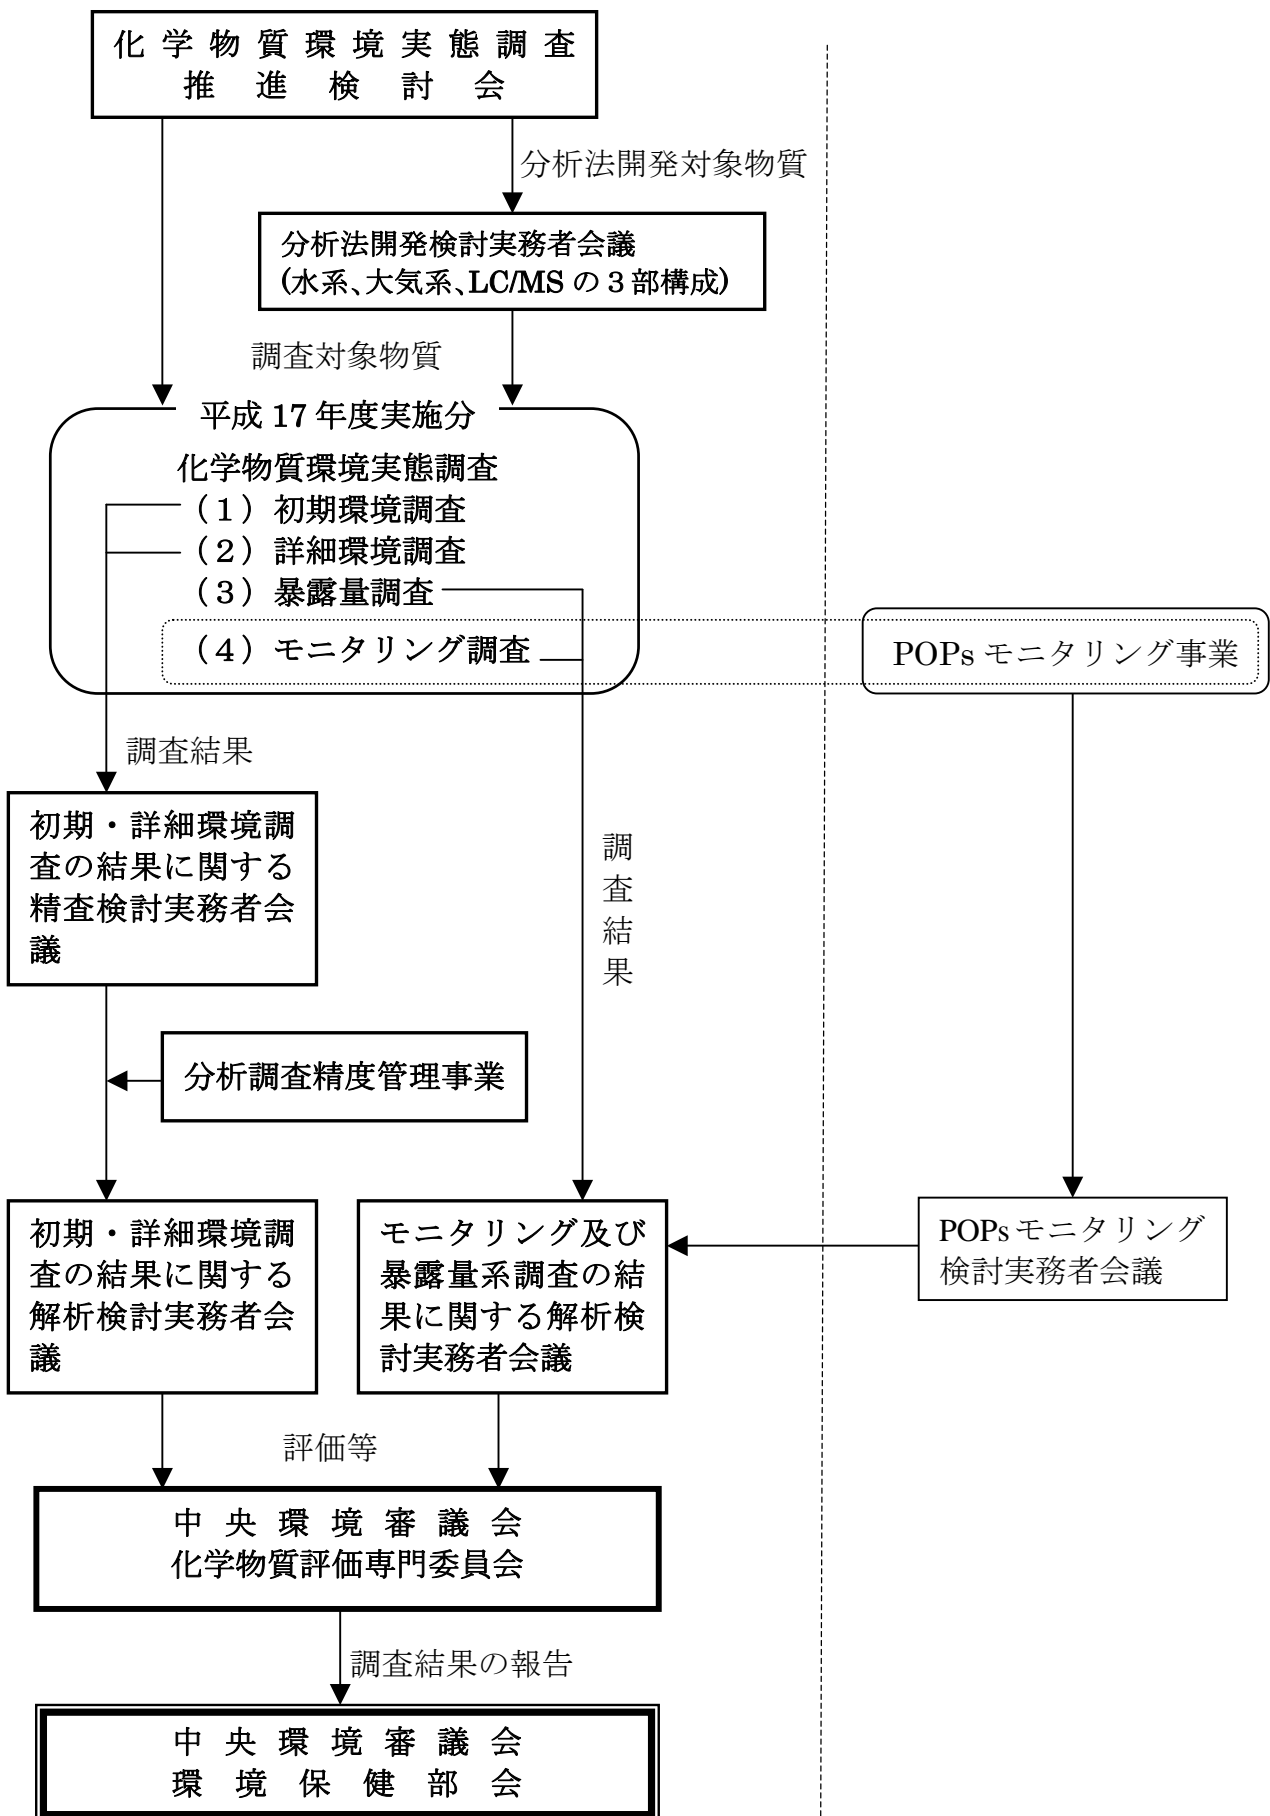 化学物質環境実態調査
推進検討会
分析法開発対象物質
分析法開発検討実務者会議
(水系、大気系、LC/MS の３部構成)
調査対象物質
平成 17 年度実施分
化学物質環境実態調査
（１）初期環境調査
（２）詳細環境調査
（３）暴露量調査
（４）モニタリング調査
POPs モニタリング事業
調査結果
初期・詳細環境調
査の結果に関する
精査検討実務者会
議
調
査
結
果
分析調査精度管理事業
初期・詳細環境調
査の結果に関する
解析検討実務者会
議
モニタリング及び
暴露量系調査の結
果に関する解析検
討実務者会議
POPs モニタリング
検討実務者会議
評価等
中央環境審議会
化学物質評価専門委員会
調査結果の報告
中央環境審議会
環境保健部会